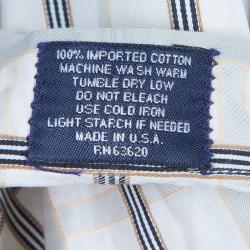 100% IMPORTED COTTON
MACHINE WASH WARM
TUMBLE DRY LOW
DO NOT BLEACH
USE COLD IRON
LIGHT STARCH IF NEEDED
MADE IN U.S.A.
RN63620